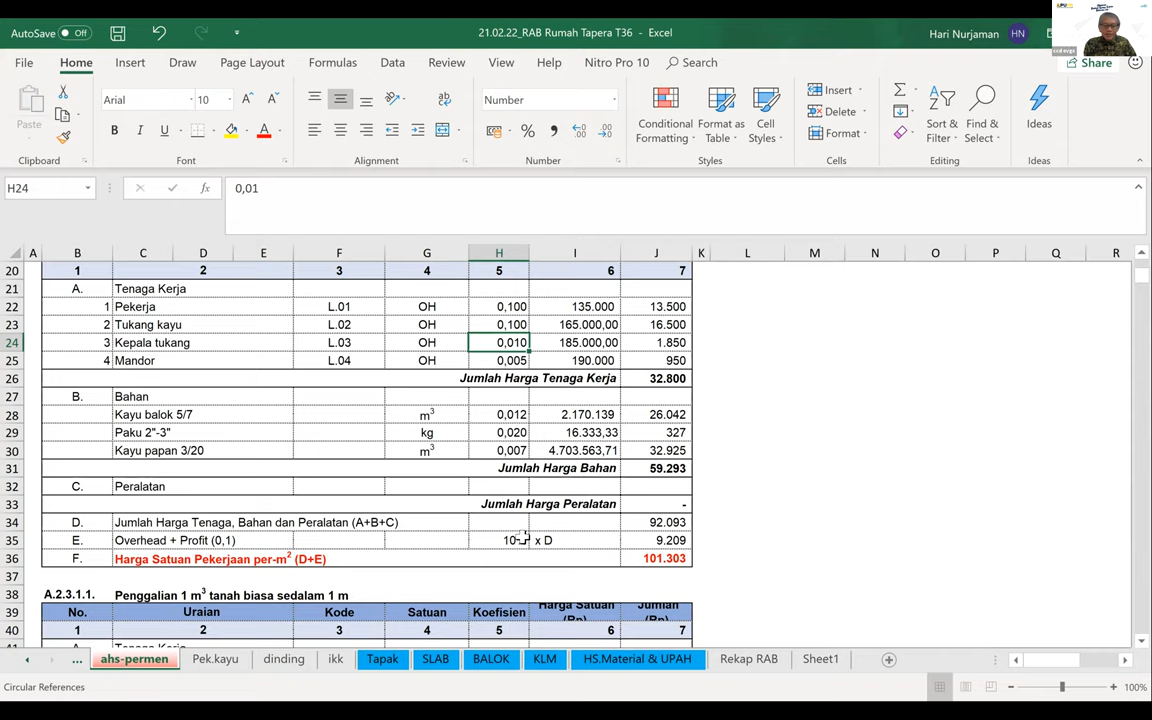 AutoSave Off 21.02.22_RAB Rumah Tapera T36 - Excel Hari Nurjaman HN
File Home Insert Draw Page Layout Formulas Data Review View Help Nitro Pro 10 Search Share
Paste Arial 10 Number Conditional Formatting Format as Table Cell Styles Insert Delete Format Sort & Filter Find & Select Ideas
Clipboard Font Alignment Number Styles Cells Editing Ideas
H24 fx 0,01
A B C D E F G H I J K L M N O P Q R
20 1 2 3 4 5 6 7
21 A. Tenaga Kerja
22 1 Pekerja L.01 OH 0,100 135.000 13.500
23 2 Tukang kayu L.02 OH 0,100 165.000,00 16.500
24 3 Kepala tukang L.03 OH 0,010 185.000,00 1.850
25 4 Mandor L.04 OH 0,005 190.000 950
26 Jumlah Harga Tenaga Kerja 32.800
27 B. Bahan
28 Kayu balok 5/7 m³ 0,012 2.170.139 26.042
29 Paku 2"-3" kg 0,020 16.333,33 327
30 Kayu papan 3/20 m³ 0,007 4.703.563,71 32.925
31 Jumlah Harga Bahan 59.293
32 C. Peralatan
33 Jumlah Harga Peralatan -
34 D. Jumlah Harga Tenaga, Bahan dan Peralatan (A+B+C) 92.093
35 E. Overhead + Profit (0,1) 10 x D 9.209
36 F. Harga Satuan Pekerjaan per-m² (D+E) 101.303
37
38 A.2.3.1.1. Penggalian 1 m³ tanah biasa sedalam 1 m
39 No. Uraian Kode Satuan Koefisien Harga Satuan (Rp) Jumlah (Rp)
40 1 2 3 4 5 6 7
41 A. Tenaga Kerja
... ahs-permen Pek.kayu dinding ikk Tapak SLAB BALOK KLM HS.Material & UPAH Rekap RAB Sheet1
Circular References 100%